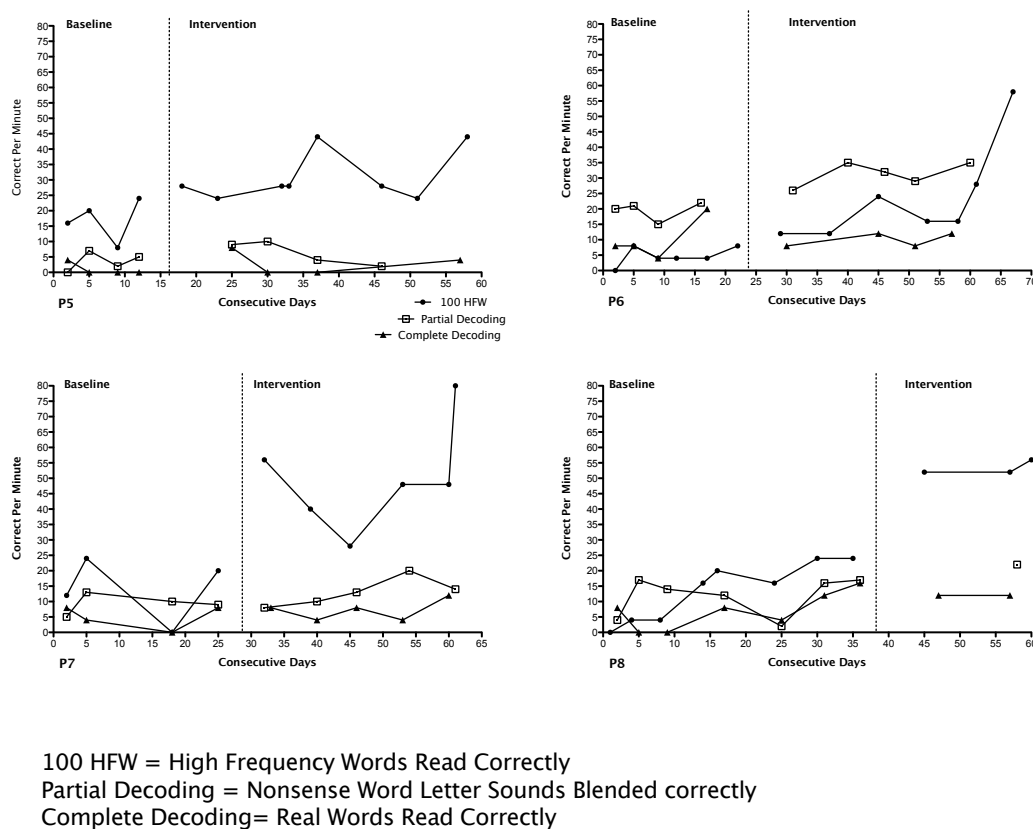 Baseline Intervention
80
75
70
65
60
55
50
45
40
35
30
25
20
15
10
5
0
Correct Per Minute
0 5 10 15 20 25 30 35 40 45 50 55 60
Consecutive Days
P5
100 HFW
Partial Decoding
Complete Decoding
Baseline Intervention
80
75
70
65
60
55
50
45
40
35
30
25
20
15
10
5
0
Correct Per Minute
0 5 10 15 20 25 30 35 40 45 50 55 60 65 70
Consecutive Days
P6
Baseline Intervention
80
75
70
65
60
55
50
45
40
35
30
25
20
15
10
5
0
Correct Per Minute
0 5 10 15 20 25 30 35 40 45 50 55 60 65
Consecutive Days
P7
Baseline Intervention
80
75
70
65
60
55
50
45
40
35
30
25
20
15
10
5
0
Correct Per Minute
0 5 10 15 20 25 30 35 40 45 50 55 60
Consecutive Days
P8
100 HFW = High Frequency Words Read Correctly
Partial Decoding = Nonsense Word Letter Sounds Blended correctly
Complete Decoding= Real Words Read Correctly